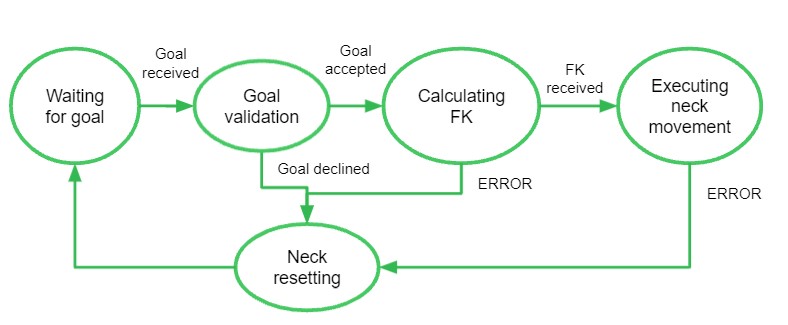 Waiting
for goal
Goal
received
Goal
validation
Goal
accepted
Calculating
FK
FK
received
Executing
neck
movement
Goal declined
ERROR
ERROR
Neck
resetting